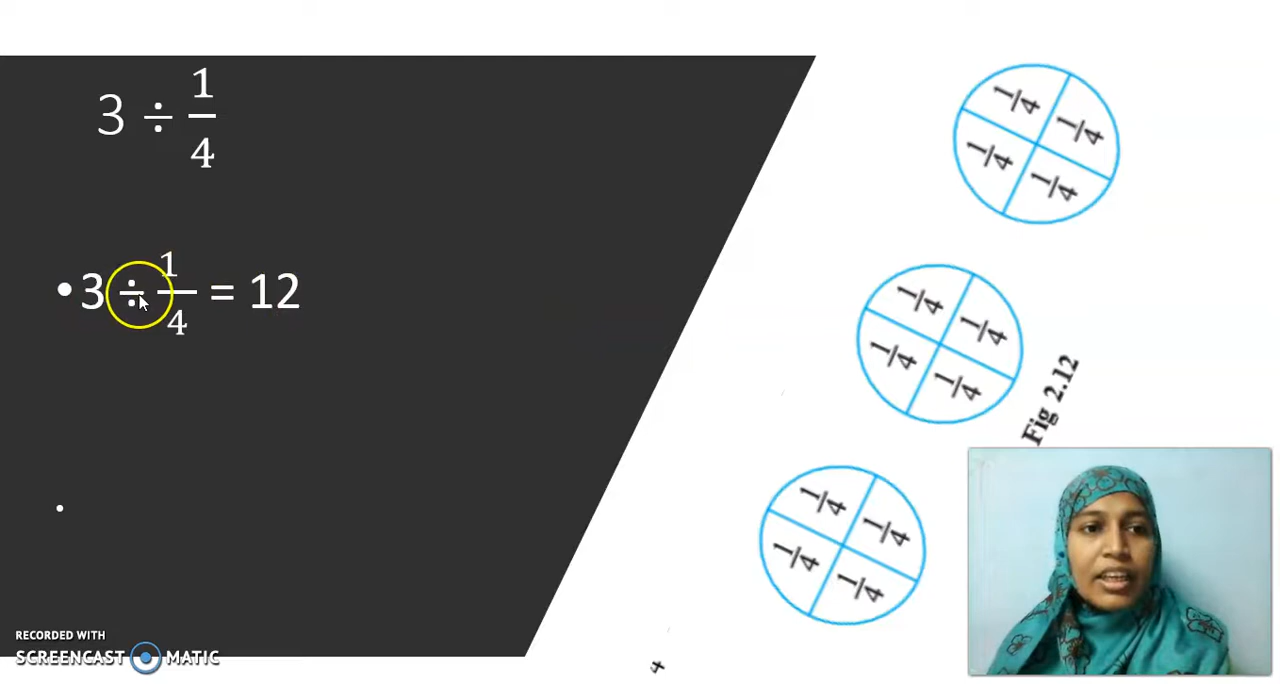 3 ÷ 1/4
•3 ÷ 1/4 = 12
1/4 1/4
1/4 1/4
1/4 1/4
1/4 1/4
Fig 2.12
1/4 1/4
1/4 1/4
4
RECORDED WITH
SCREENCAST MATIC